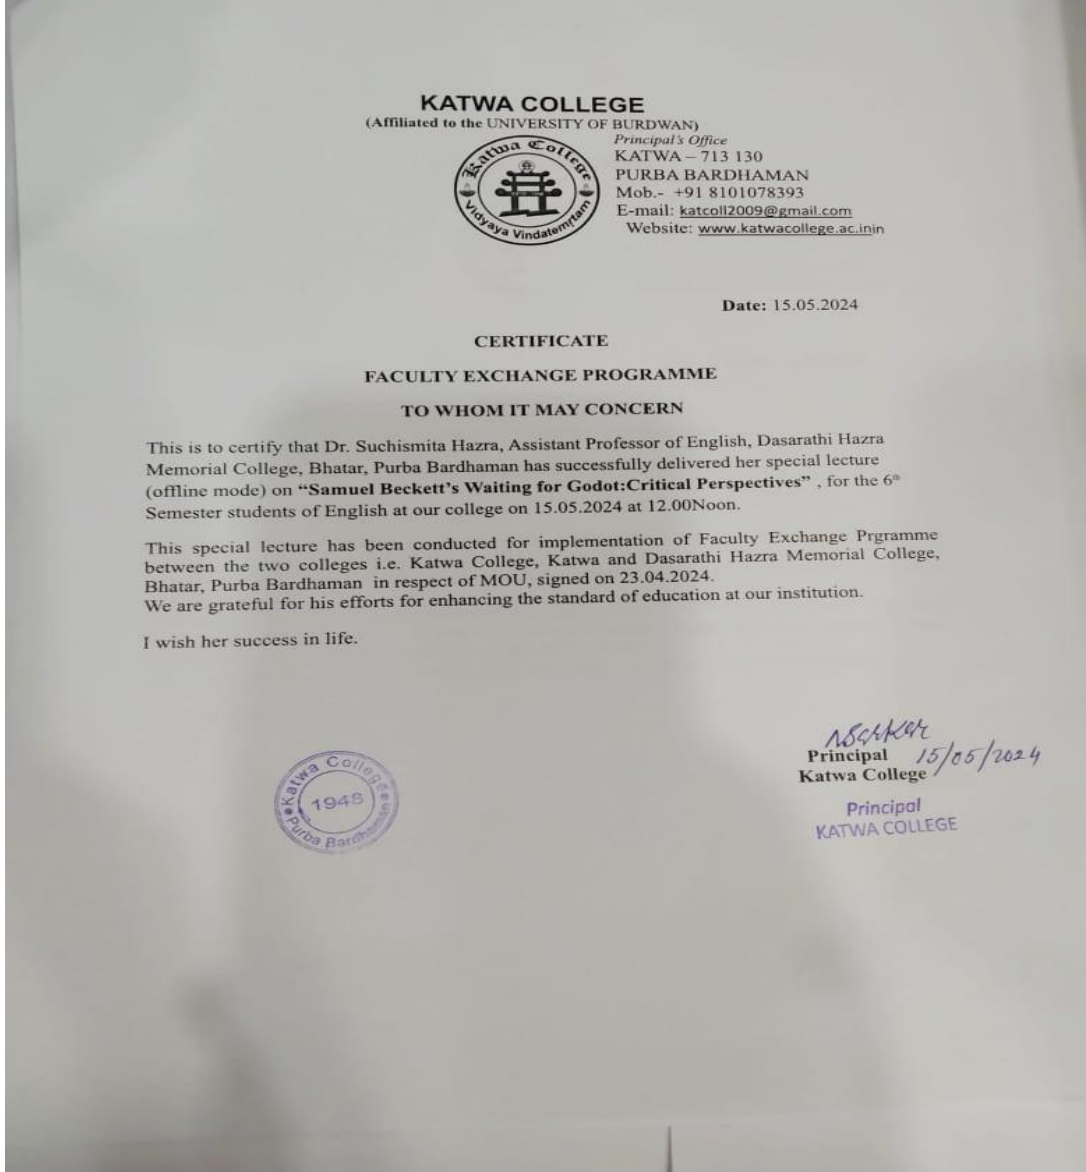 KATWA COLLEGE
(Affiliated to the UNIVERSITY OF BURDWAN)
Katwa College
Vidyaya Vindatemrtam
Principal's Office
KATWA – 713 130
PURBA BARDHAMAN
Mob.- +91 8101078393
E-mail: katcoll2009@gmail.com
Website: www.katwacollege.ac.inin
Date: 15.05.2024
CERTIFICATE
FACULTY EXCHANGE PROGRAMME
TO WHOM IT MAY CONCERN
This is to certify that Dr. Suchismita Hazra, Assistant Professor of English, Dasarathi Hazra
Memorial College, Bhatar, Purba Bardhaman has successfully delivered her special lecture
(offline mode) on “Samuel Beckett’s Waiting for Godot:Critical Perspectives” , for the 6th
Semester students of English at our college on 15.05.2024 at 12.00Noon.
This special lecture has been conducted for implementation of Faculty Exchange Prgramme
between the two colleges i.e. Katwa College, Katwa and Dasarathi Hazra Memorial College,
Bhatar, Purba Bardhaman in respect of MOU, signed on 23.04.2024.
We are grateful for his efforts for enhancing the standard of education at our institution.
I wish her success in life.
Katwa College
1948
Purba Bardhaman
NSarkar
Principal 15/05/2024
Katwa College
Principal
KATWA COLLEGE